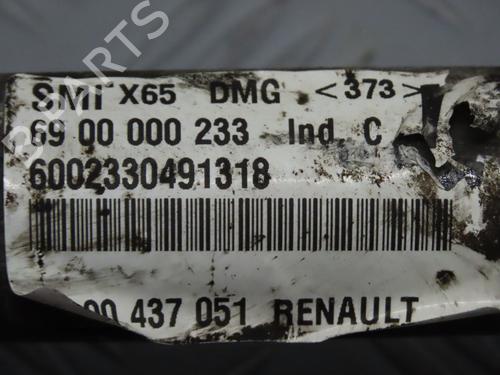 SMI X65 DMG <373>
69 00 000 233 Ind. C
6002330491318
00 437 051 RENAULT